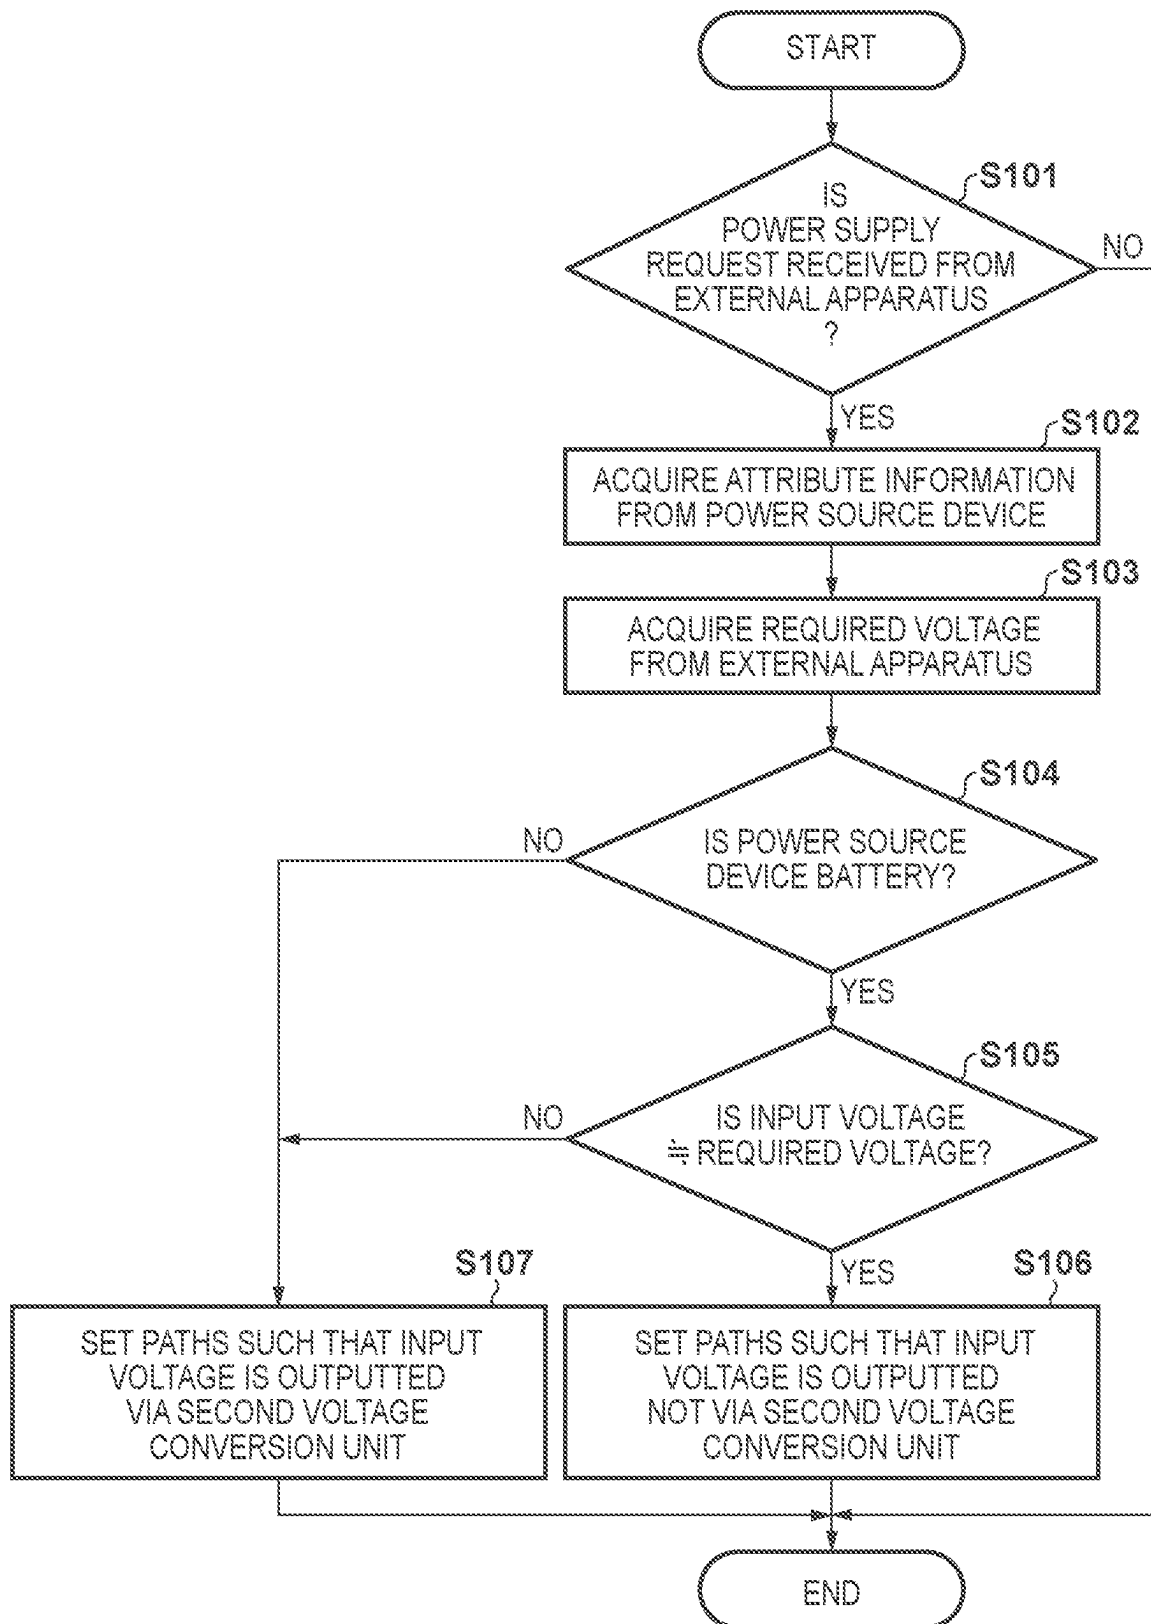 START
S101
IS
POWER SUPPLY
REQUEST RECEIVED FROM
EXTERNAL APPARATUS
?
NO
YES
S102
ACQUIRE ATTRIBUTE INFORMATION
FROM POWER SOURCE DEVICE
S103
ACQUIRE REQUIRED VOLTAGE
FROM EXTERNAL APPARATUS
S104
IS POWER SOURCE
DEVICE BATTERY?
NO
YES
S105
IS INPUT VOLTAGE
≒ REQUIRED VOLTAGE?
NO
YES
S107
SET PATHS SUCH THAT INPUT
VOLTAGE IS OUTPUTTED
VIA SECOND VOLTAGE
CONVERSION UNIT
S106
SET PATHS SUCH THAT INPUT
VOLTAGE IS OUTPUTTED
NOT VIA SECOND VOLTAGE
CONVERSION UNIT
END